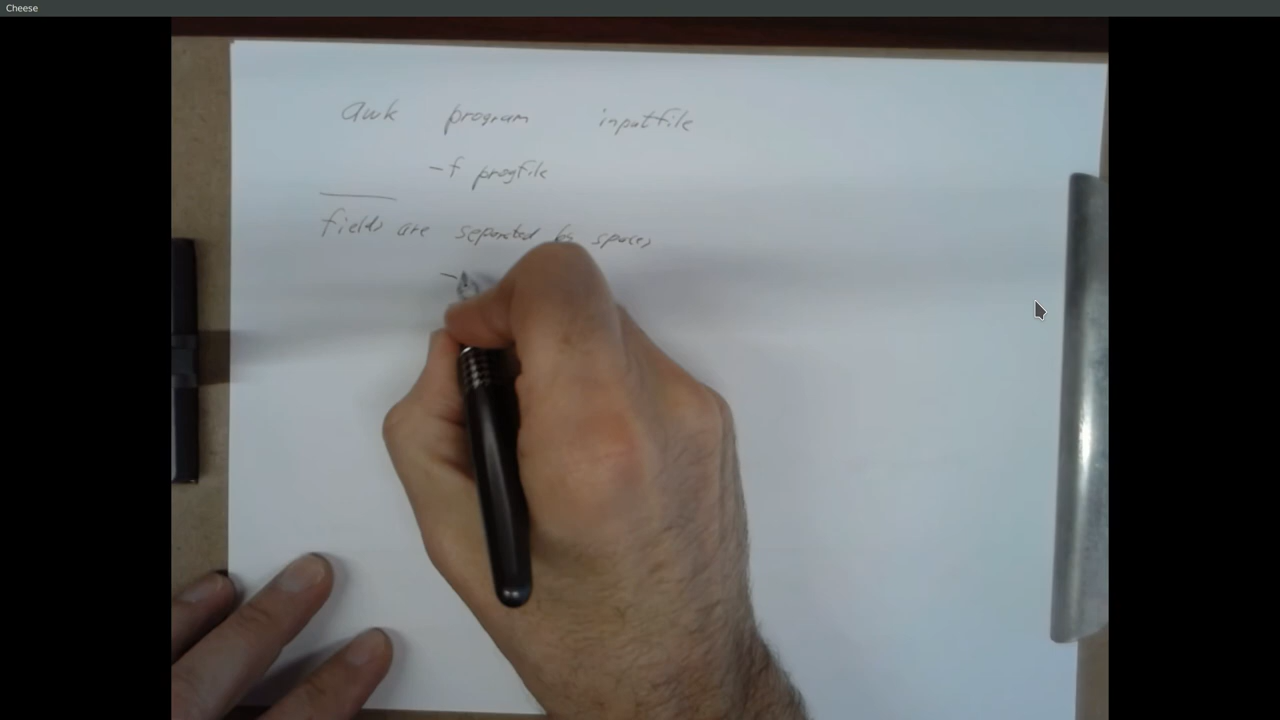 Cheese
awk program inputfile
-f progfile
fields are separated by spaces
-